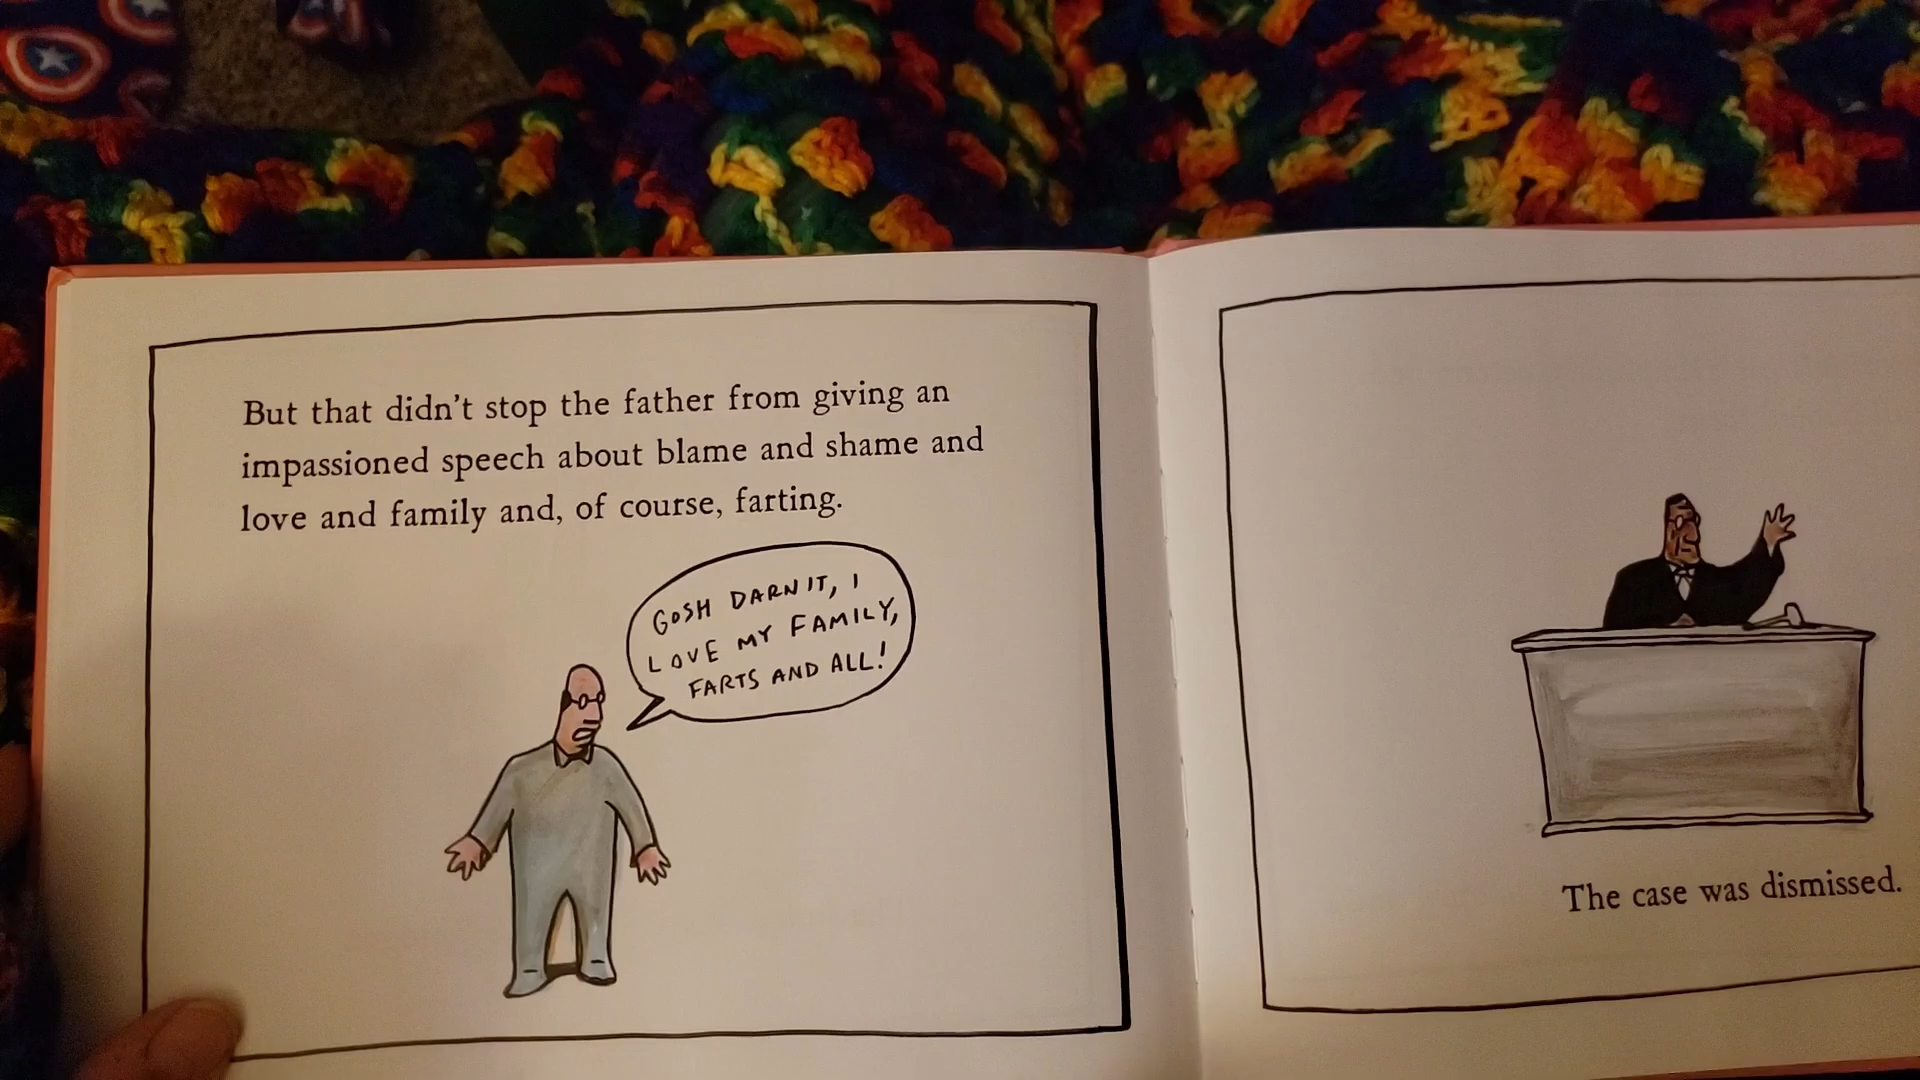 But that didn't stop the father from giving an
impassioned speech about blame and shame and
love and family and, of course, farting.
GOSH DARN IT, I
LOVE MY FAMILY,
FARTS AND ALL!
The case was dismissed.